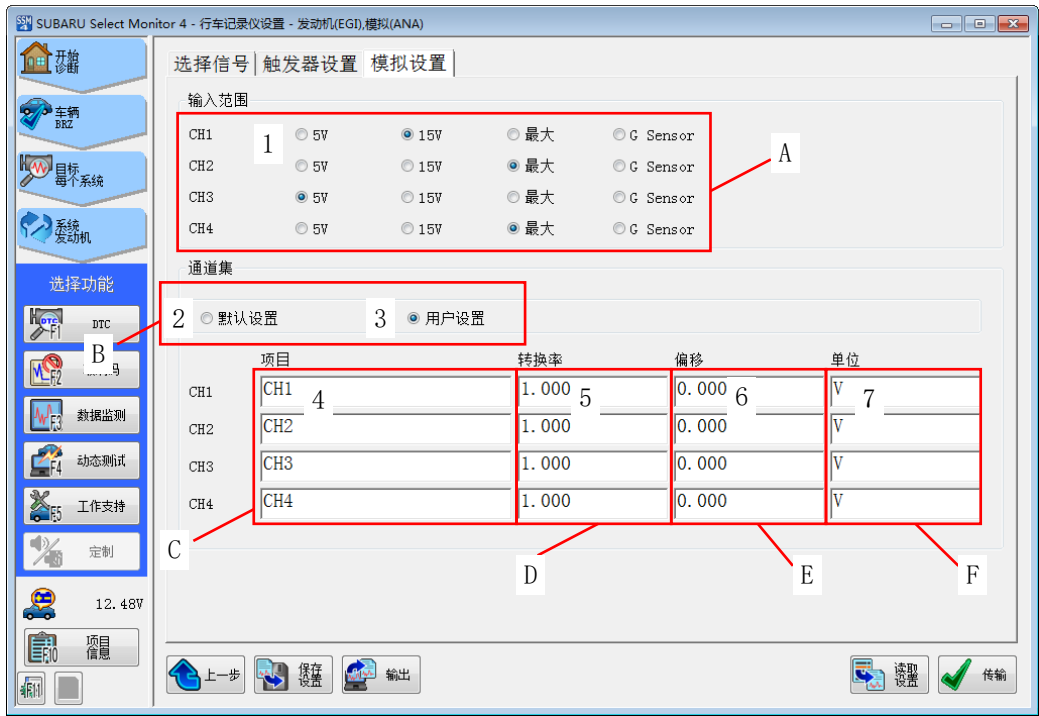 SUBARU Select Monitor 4 - 行车记录仪设置 - 发动机(EGI),模拟(ANA)
开始
诊断
车辆
BRZ
目标
每个系统
系统
发动机
选择功能
DTC
F1
F2
码
数据监测
F3
动态测试
F4
工作支持
F5
定制
12.48V
项目
信息
F10
F11
选择信号 触发器设置 模拟设置
输入范围
CH1 1 5V 15V 最大 G Sensor
A
CH2 5V 15V 最大 G Sensor
CH3 5V 15V 最大 G Sensor
CH4 5V 15V 最大 G Sensor
通道集
2 默认设置 3 用户设置
B
项目 转换率 偏移 单位
CH1 CH1 4 1.000 5 0.000 6 V 7
CH2 CH2 1.000 0.000 V
CH3 CH3 1.000 0.000 V
CH4 CH4 1.000 0.000 V
C D E F
上一步
保存
设置
输出
读取
设置
传输